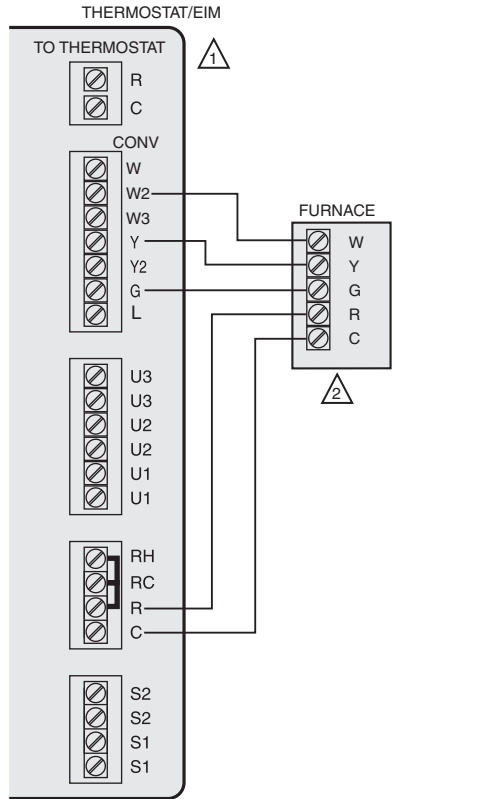 THERMOSTAT/EIM
TO THERMOSTAT
1
R
C
CONV
W
W2
W3
Y
Y2
G
L
FURNACE
W
Y
G
R
C
2
U3
U3
U2
U2
U1
U1
RH
RC
R
C
S2
S2
S1
S1